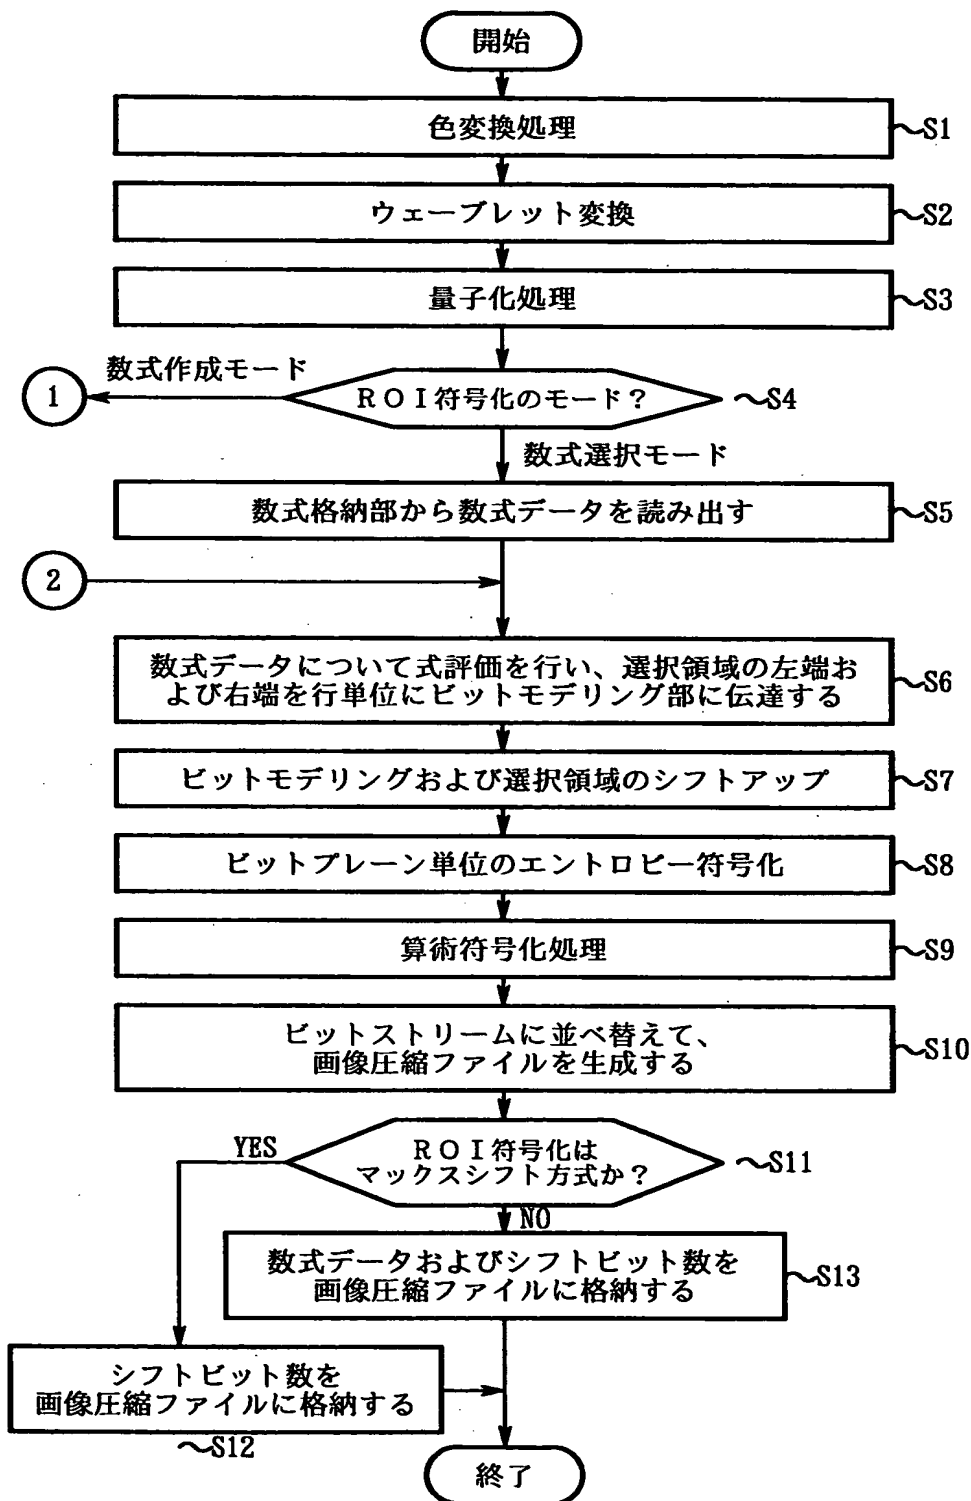 開始
色変換処理
~S1
ウェーブレット変換
~S2
量子化処理
~S3
数式作成モード
1
ROI符号化のモード?
~S4
数式選択モード
数式格納部から数式データを読み出す
~S5
2
数式データについて式評価を行い、選択領域の左端お
よび右端を行単位にビットモデリング部に伝達する
~S6
ビットモデリングおよび選択領域のシフトアップ
~S7
ビットプレーン単位のエントロピー符号化
~S8
算術符号化処理
~S9
ビットストリームに並べ替えて、
画像圧縮ファイルを生成する
~S10
YES
ROI符号化は
マックスシフト方式か?
~S11
NO
数式データおよびシフトビット数を
画像圧縮ファイルに格納する
~S13
シフトビット数を
画像圧縮ファイルに格納する
~S12
終了